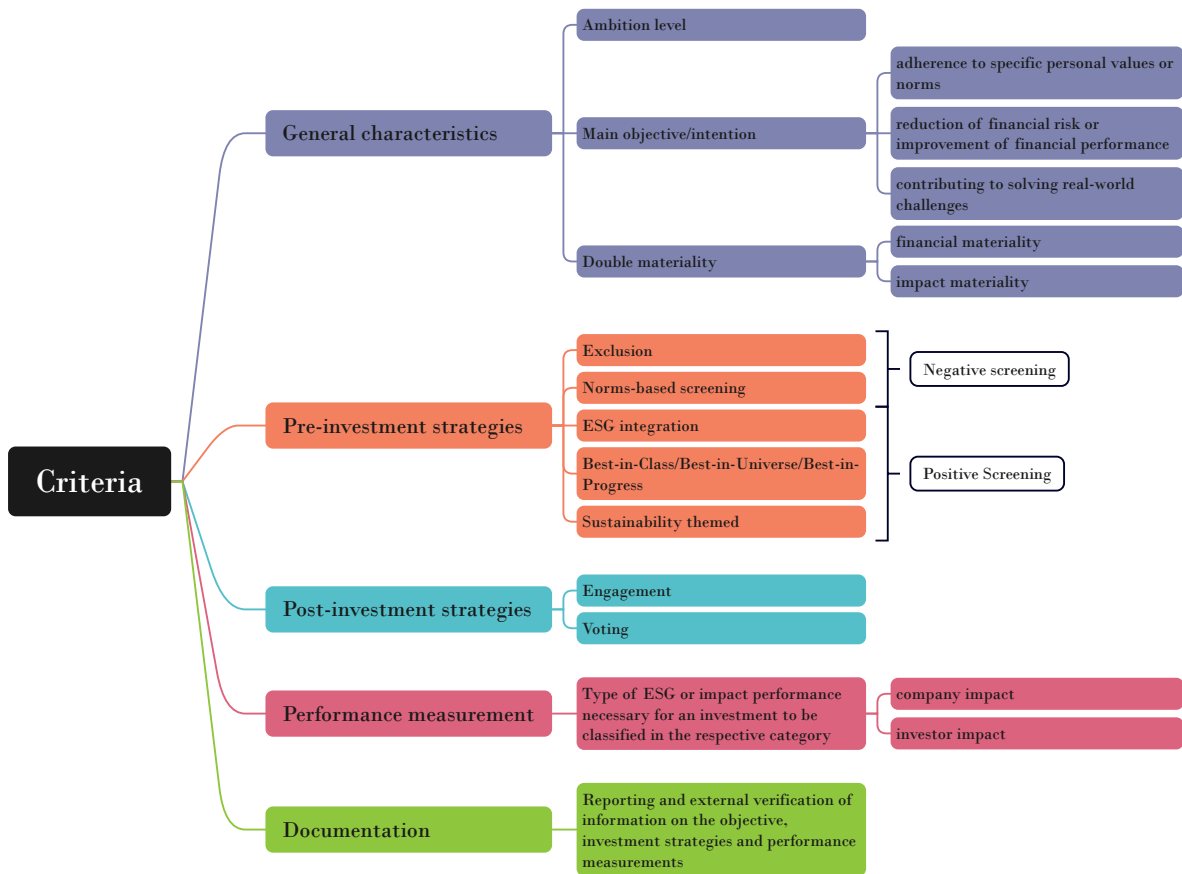 Criteria
General characteristics
Ambition level
Main objective/intention
adherence to specific personal values or
norms
reduction of financial risk or
improvement of financial performance
contributing to solving real-world
challenges
Double materiality
financial materiality
impact materiality
Pre-investment strategies
Exclusion
Norms-based screening
ESG integration
Best-in-Class/Best-in-Universe/Best-in-
Progress
Sustainability themed
Negative screening
Positive Screening
Post-investment strategies
Engagement
Voting
Performance measurement
Type of ESG or impact performance
necessary for an investment to be
classified in the respective category
company impact
investor impact
Documentation
Reporting and external verification of
information on the objective,
investment strategies and performance
measurements